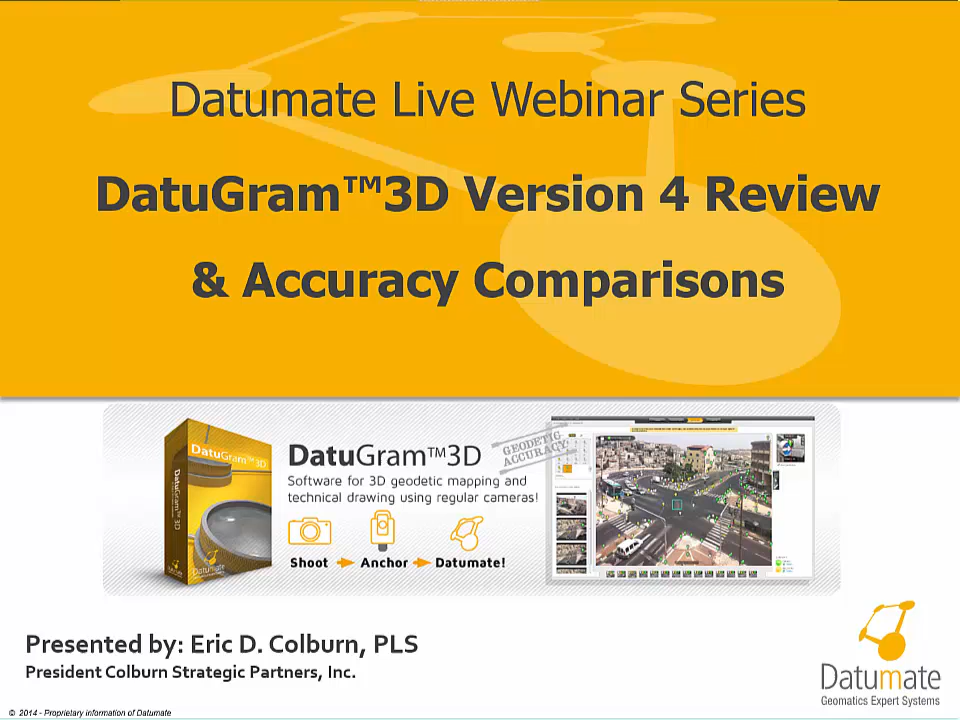 Datumate Live Webinar Series
DatuGram™3D Version 4 Review
& Accuracy Comparisons
DatuGram™3D
DatuGram™3D
Datumate
DatuGram™3D
Software for 3D geodetic mapping and
technical drawing using regular cameras!
GEODETIC
ACCURACY
Shoot Anchor Datumate!
Presented by: Eric D. Colburn, PLS
President Colburn Strategic Partners, Inc.
Datumate
Geomatics Expert Systems
© 2014 - Proprietary information of Datumate